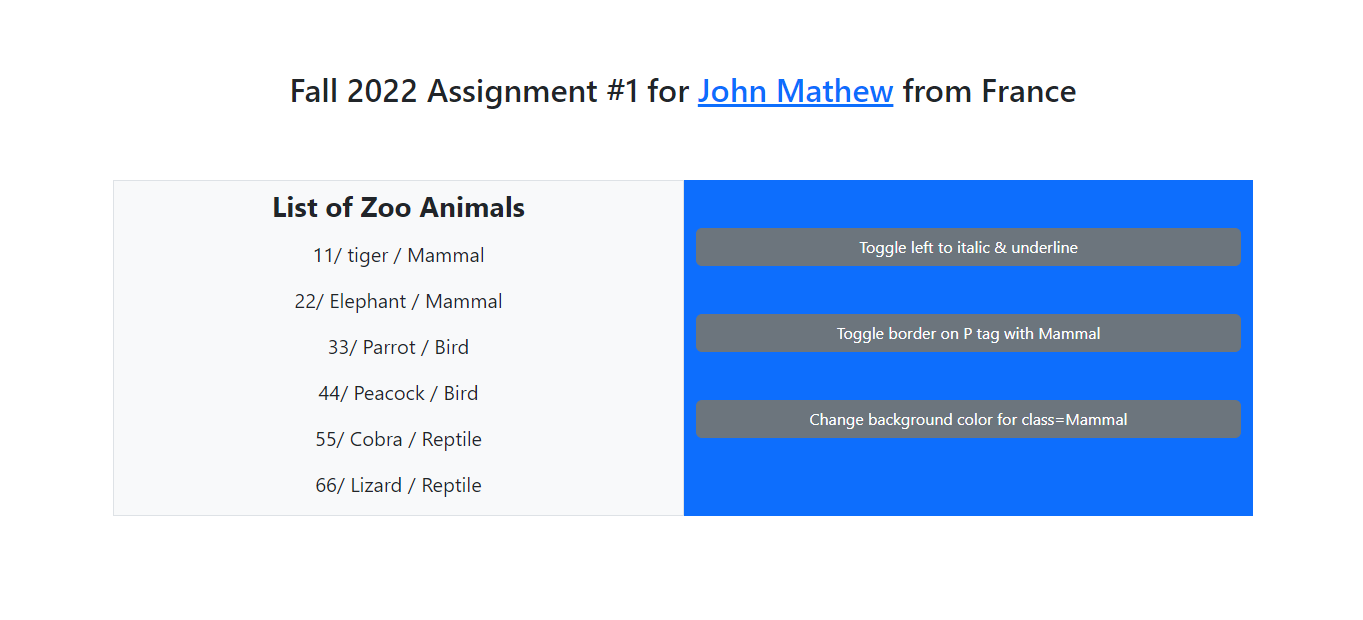 Fall 2022 Assignment #1 for John Mathew from France
List of Zoo Animals
11/ tiger / Mammal
22/ Elephant / Mammal
33/ Parrot / Bird
44/ Peacock / Bird
55/ Cobra / Reptile
66/ Lizard / Reptile
Toggle left to italic & underline
Toggle border on P tag with Mammal
Change background color for class=Mammal